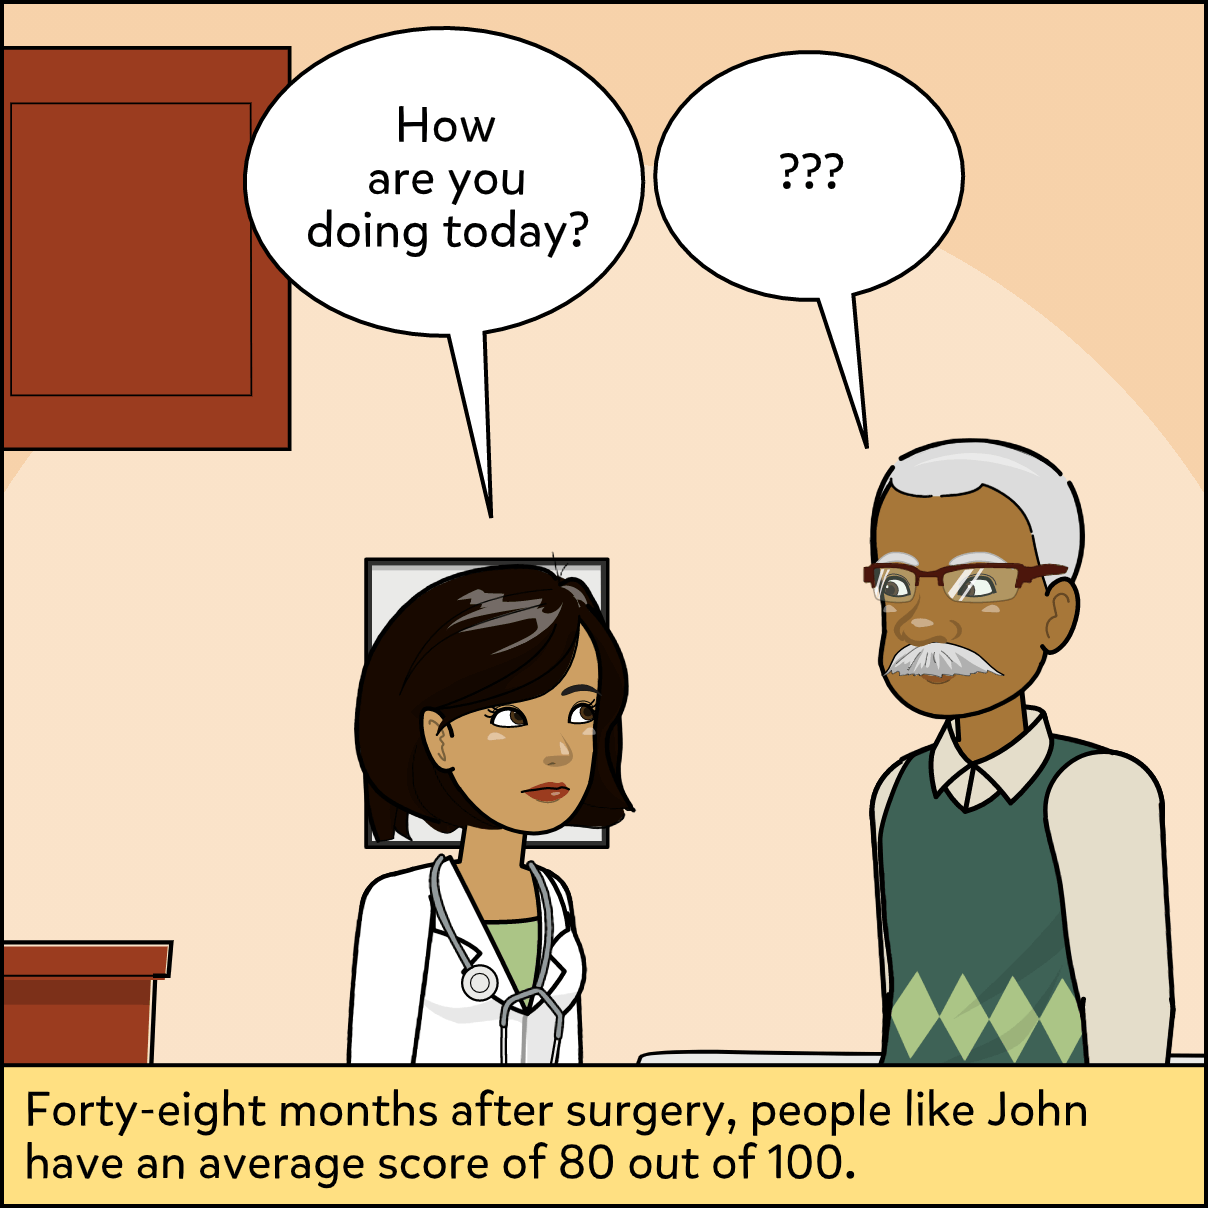 How
are you
doing today?
???
Forty-eight months after surgery, people like John
have an average score of 80 out of 100.